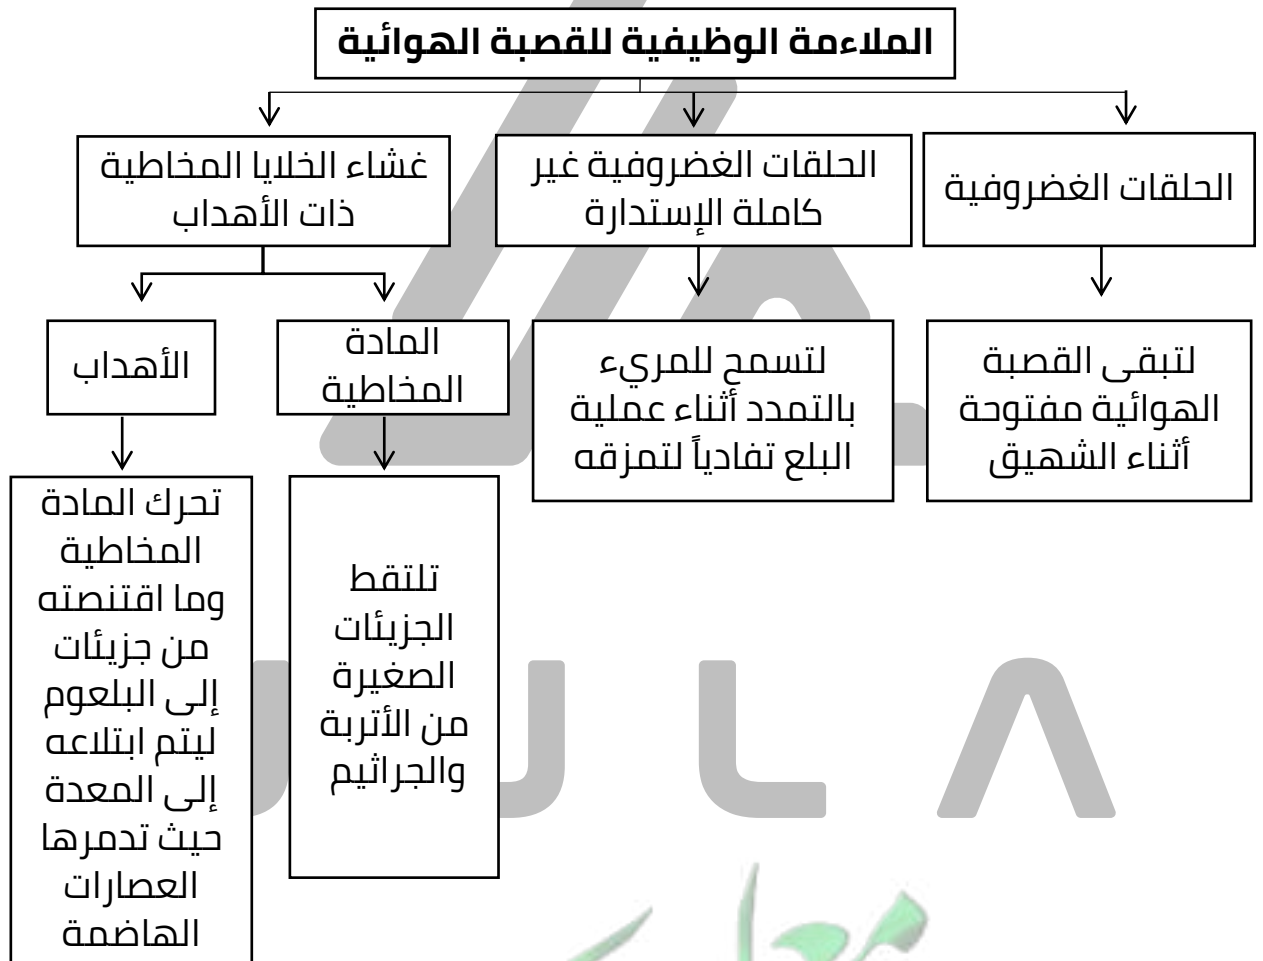 الملاءمة الوظيفية للقصبة الهوائية
الحلقات الغضروفية
لتبقى القصبة
الهوائية مفتوحة
أثناء الشهيق
الحلقات الغضروفية غير
كاملة الإستدارة
لتسمح للمريء
بالتمدد أثناء عملية
البلع تفادياً لتمزقه
غشاء الخلايا المخاطية
ذات الأهداب
المادة
المخاطية
تلتقط
الجزيئات
الصغيرة
من الأتربة
والجراثيم
الأهداب
تحرك المادة
المخاطية
وما اقتنصته
من جزيئات
إلى البلعوم
ليتم ابتلاعه
إلى المعدة
حيث تدمرها
العصارات
الهاضمة
U U L A